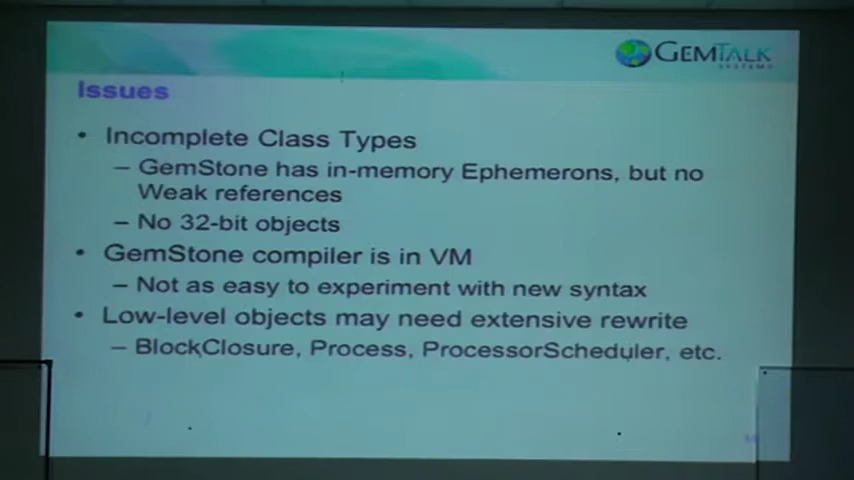 GEMTALK
SYSTEMS
Issues
• Incomplete Class Types
– GemStone has in-memory Ephemerons, but no
Weak references
– No 32-bit objects
• GemStone compiler is in VM
– Not as easy to experiment with new syntax
• Low-level objects may need extensive rewrite
– BlockClosure, Process, ProcessorScheduler, etc.